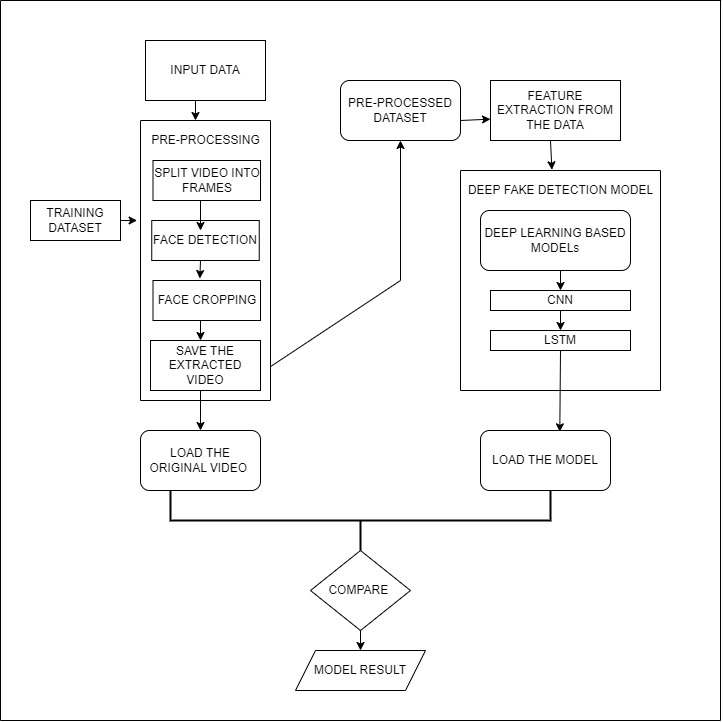 INPUT DATA
PRE-PROCESSING
SPLIT VIDEO INTO
FRAMES
TRAINING
DATASET
FACE DETECTION
FACE CROPPING
SAVE THE
EXTRACTED
VIDEO
LOAD THE
ORIGINAL VIDEO
PRE-PROCESSED
DATASET
FEATURE
EXTRACTION FROM
THE DATA
DEEP FAKE DETECTION MODEL
DEEP LEARNING BASED
MODELs
CNN
LSTM
LOAD THE MODEL
COMPARE
MODEL RESULT